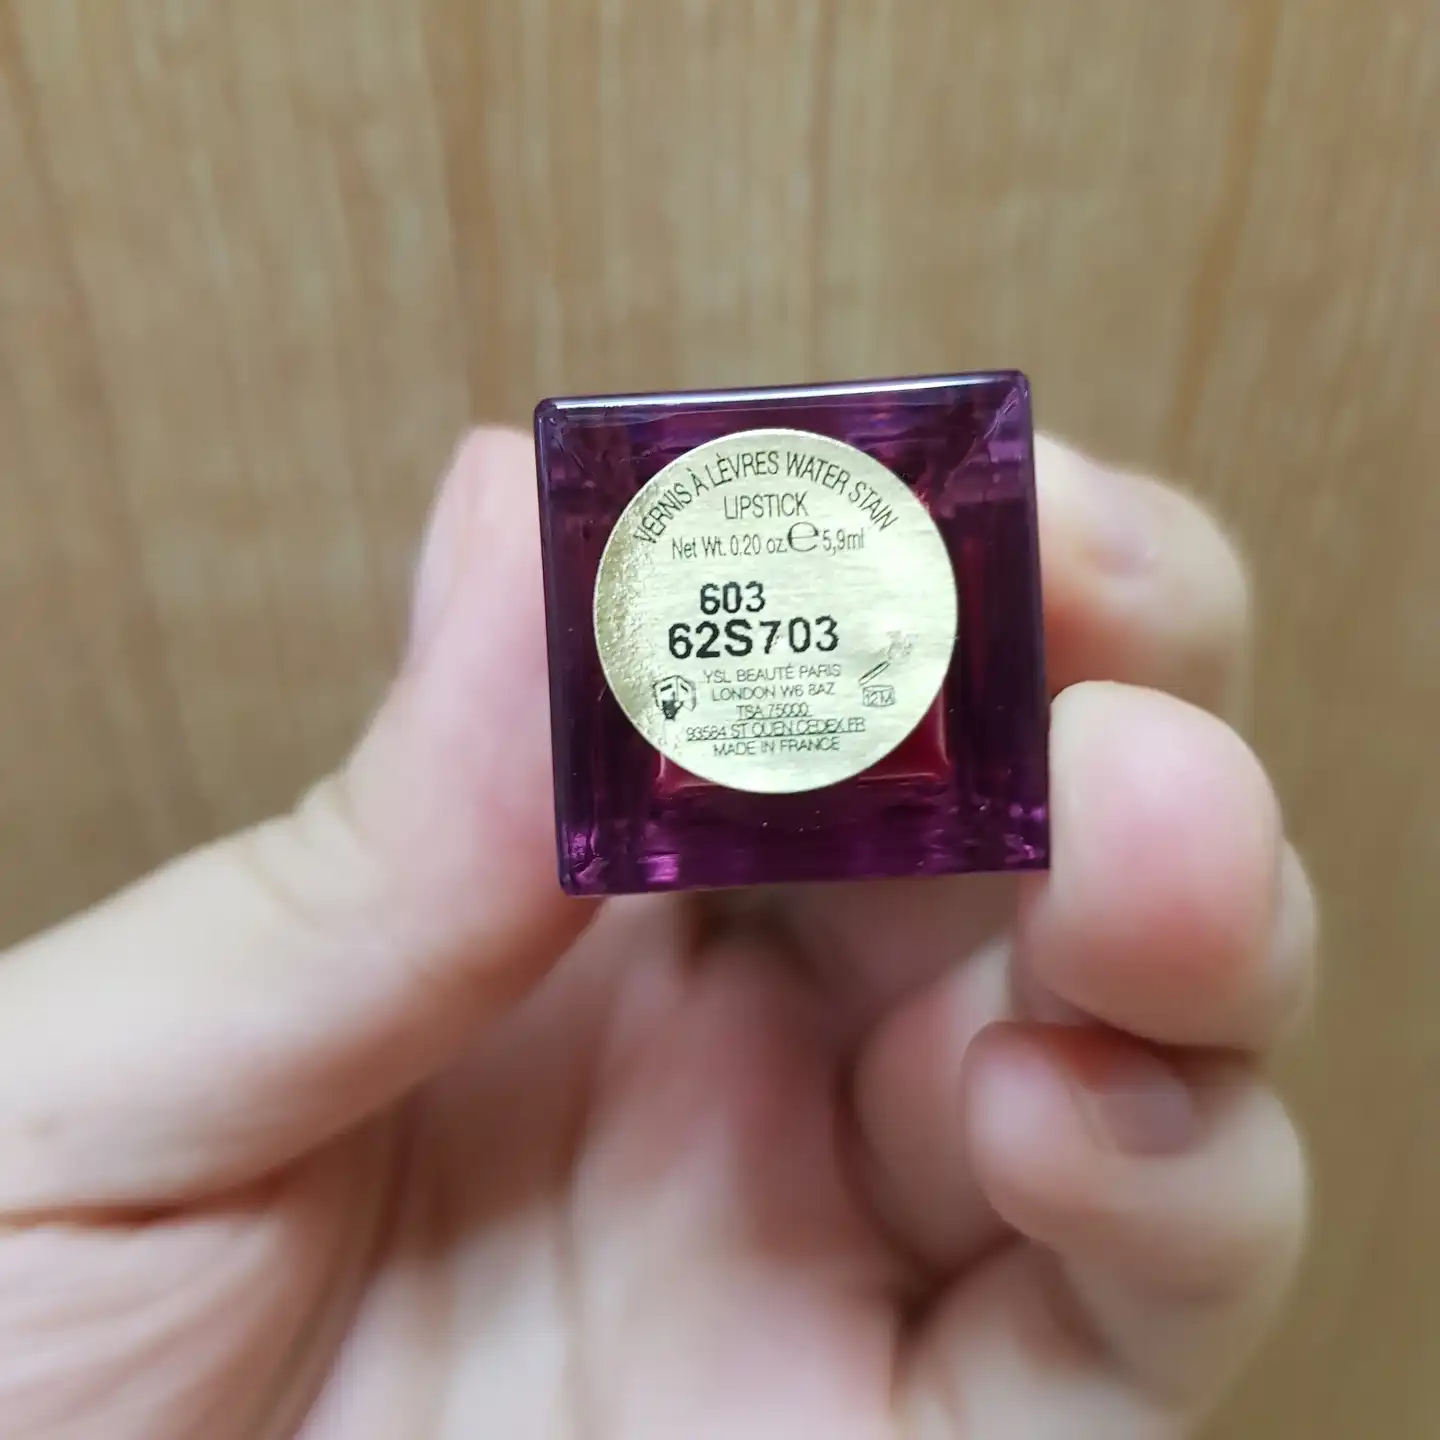 VERNIS À LÈVRES WATER STAIN
LIPSTICK
Net Wt. 0.20 oz. e 5,9ml
603
62S703
YSL BEAUTÉ PARIS
LONDON W6 8AZ
TSA 75000
93584 ST OUEN CEDEX FR
MADE IN FRANCE
12M